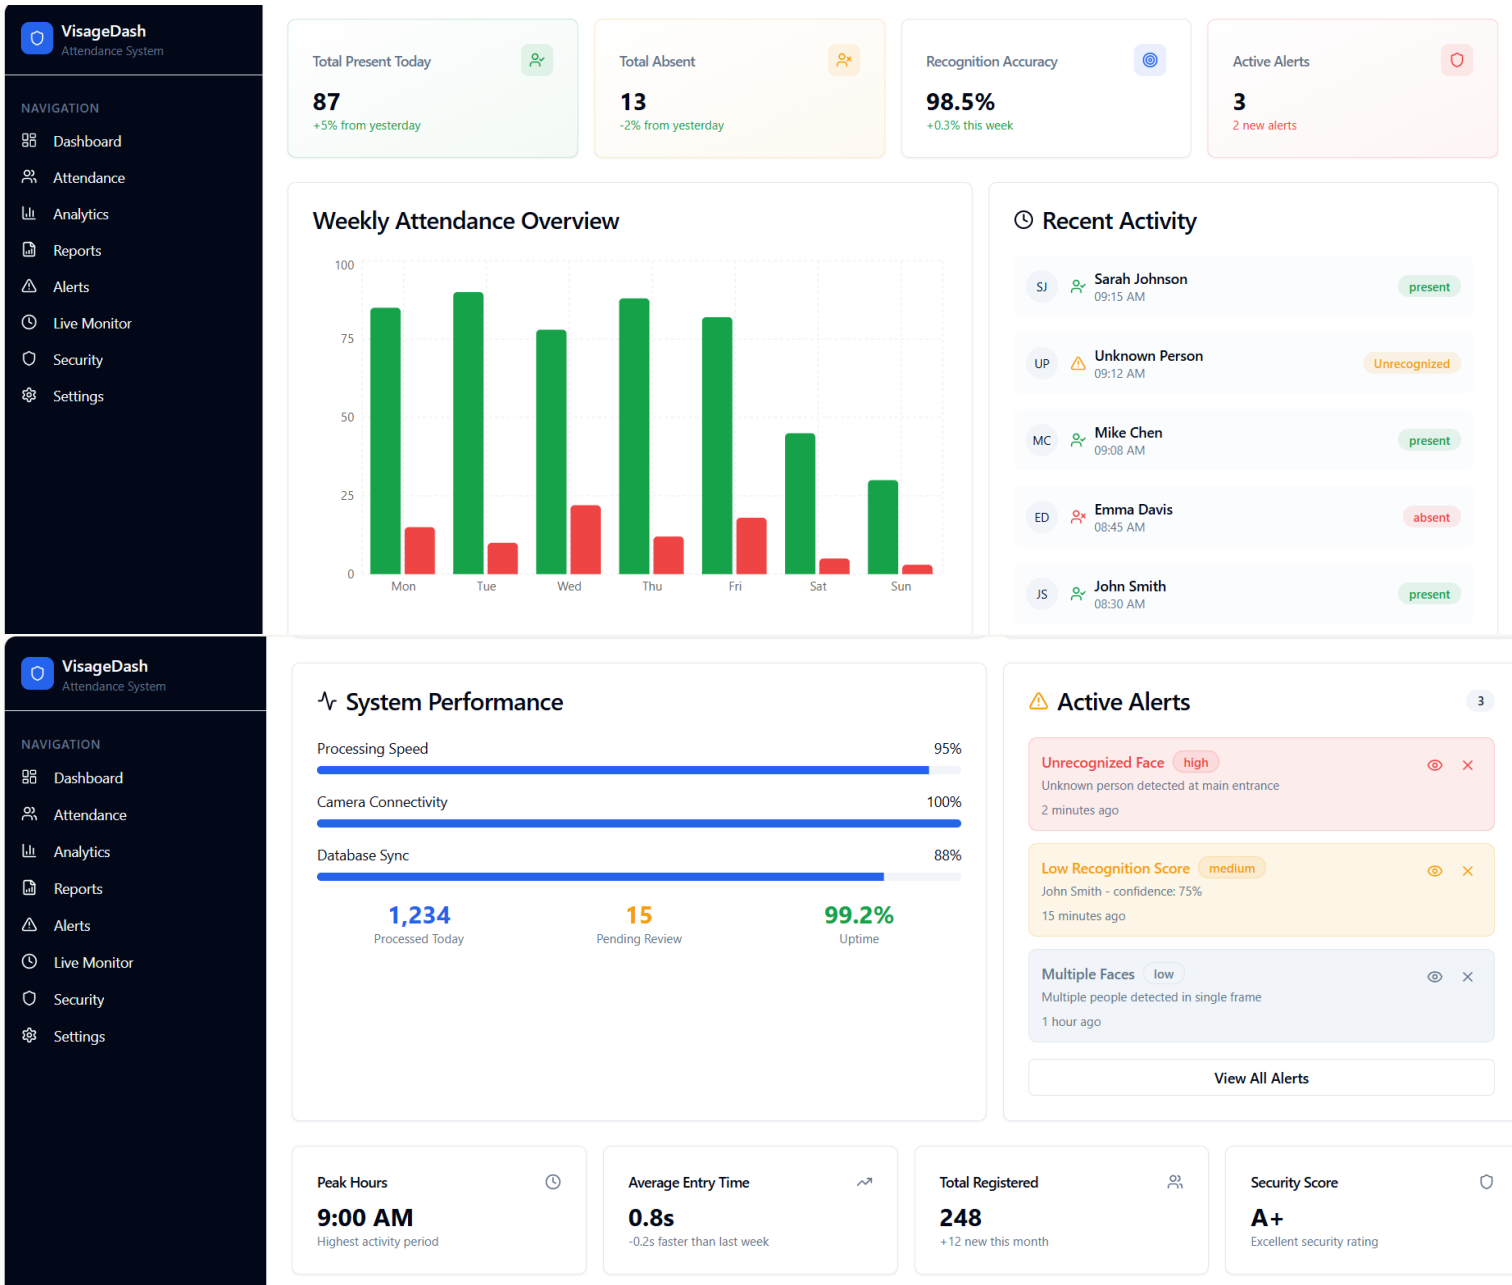 VisageDash
Attendance System
NAVIGATION
Dashboard
Attendance
Analytics
Reports
Alerts
Live Monitor
Security
Settings
Total Present Today
87
+5% from yesterday
Total Absent
13
-2% from yesterday
Recognition Accuracy
98.5%
+0.3% this week
Active Alerts
3
2 new alerts
Weekly Attendance Overview
100
75
50
25
0
Mon Tue Wed Thu Fri Sat Sun
Recent Activity
SJ
Sarah Johnson
09:15 AM
present
UP
Unknown Person
09:12 AM
Unrecognized
MC
Mike Chen
09:08 AM
present
ED
Emma Davis
08:45 AM
absent
JS
John Smith
08:30 AM
present
VisageDash
Attendance System
NAVIGATION
Dashboard
Attendance
Analytics
Reports
Alerts
Live Monitor
Security
Settings
System Performance
Processing Speed 95%
Camera Connectivity 100%
Database Sync 88%
1,234
Processed Today
15
Pending Review
99.2%
Uptime
Active Alerts 3
Unrecognized Face high
Unknown person detected at main entrance
2 minutes ago
Low Recognition Score medium
John Smith - confidence: 75%
15 minutes ago
Multiple Faces low
Multiple people detected in single frame
1 hour ago
View All Alerts
Peak Hours
9:00 AM
Highest activity period
Average Entry Time
0.8s
-0.2s faster than last week
Total Registered
248
+12 new this month
Security Score
A+
Excellent security rating